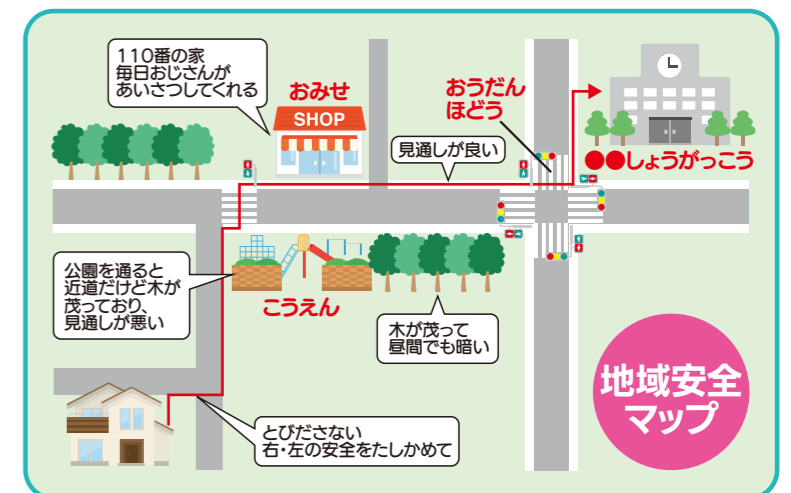 110番の家
毎日おじさんが
あいさつしてくれる
おみせ
SHOP
おうだん
ほどう
見通しが良い
●●しょうがっこう
公園を通ると
近道だけど木が
茂っており、
見通しが悪い
こうえん
木が茂って
昼間でも暗い
とびださない
右・左の安全をたしかめて
地域安全
マップ